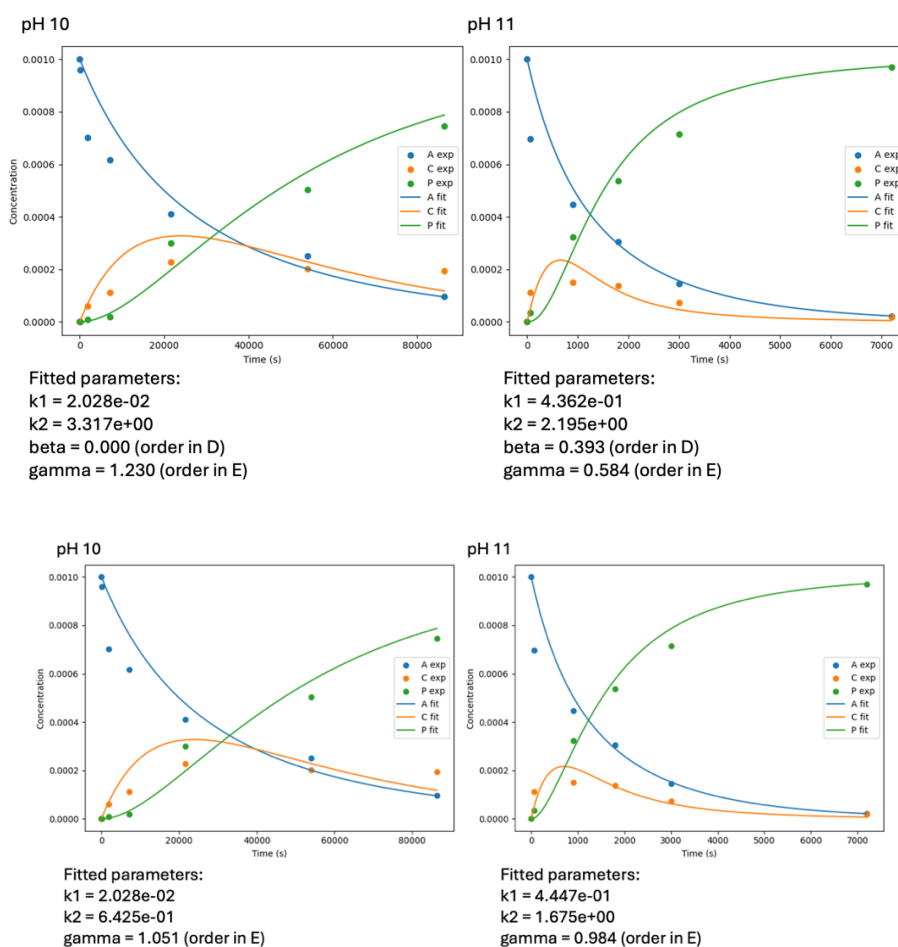 pH 10
pH 11
0.0010
0.0008
0.0006
0.0004
0.0002
0.0000
Concentration
0
20000
40000
60000
80000
Time (s)
A exp
C exp
P exp
A fit
C fit
P fit
0.0010
0.0008
0.0006
0.0004
0.0002
0.0000
0
1000
2000
3000
4000
5000
6000
7000
Time (s)
A exp
C exp
P exp
A fit
C fit
P fit
Fitted parameters:
k1 = 2.028e-02
k2 = 3.317e+00
beta = 0.000 (order in D)
gamma = 1.230 (order in E)
Fitted parameters:
k1 = 4.362e-01
k2 = 2.195e+00
beta = 0.393 (order in D)
gamma = 0.584 (order in E)
pH 10
pH 11
0.0010
0.0008
0.0006
0.0004
0.0002
0.0000
Concentration
0
20000
40000
60000
80000
Time (s)
A exp
C exp
P exp
A fit
C fit
P fit
0.0010
0.0008
0.0006
0.0004
0.0002
0.0000
Concentration
0
1000
2000
3000
4000
5000
6000
7000
Time (s)
A exp
C exp
P exp
A fit
C fit
P fit
Fitted parameters:
k1 = 2.028e-02
k2 = 6.425e-01
gamma = 1.051 (order in E)
Fitted parameters:
k1 = 4.447e-01
k2 = 1.675e+00
gamma = 0.984 (order in E)